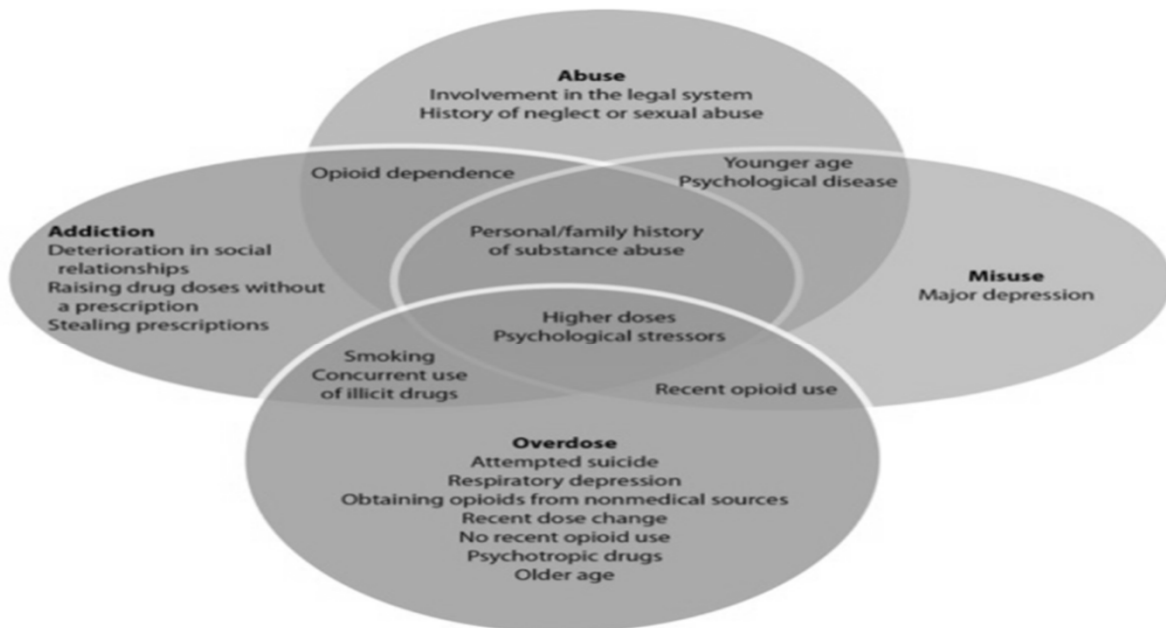 Abuse
Involvement in the legal system
History of neglect or sexual abuse
Opioid dependence
Younger age
Psychological disease
Addiction
Deterioration in social
relationships
Raising drug doses without
a prescription
Stealing prescriptions
Personal/family history
of substance abuse
Misuse
Major depression
Higher doses
Psychological stressors
Smoking
Concurrent use
of illicit drugs
Recent opioid use
Overdose
Attempted suicide
Respiratory depression
Obtaining opioids from nonmedical sources
Recent dose change
No recent opioid use
Psychotropic drugs
Older age